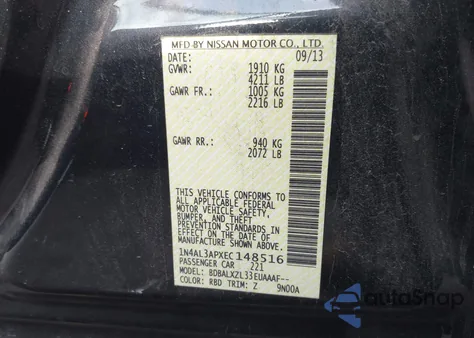 MFD BY NISSAN MOTOR CO., LTD.
DATE: 09/13
GVWR: 1910 KG
4211 LB
GAWR FR.: 1005 KG
2216 LB
GAWR RR.: 940 KG
2072 LB
THIS VEHICLE CONFORMS TO
ALL APPLICABLE FEDERAL
MOTOR VEHICLE SAFETY,
BUMPER, AND THEFT
PREVENTION STANDARDS
IN EFFECT ON THE DATE OF
MANUFACTURE SHOWN ABOVE.
1N4AL3APXEC148516
PASSENGER CAR 221
MODEL: BDBALXZL33EUAAAF--
COLOR: RBD TRIM: Z 9N00A
AutoSnap